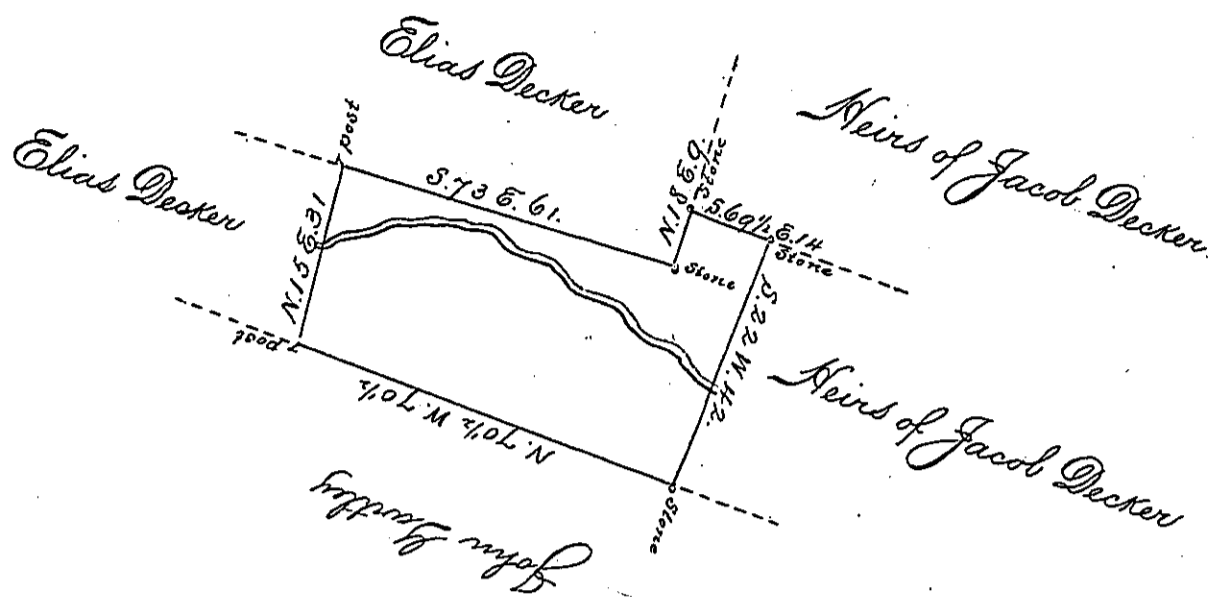 Elias Decker
Heirs of Jacob Decker.
Elias Decker
post
S. 73 E. 61.
N. 18 E. 9.
Stone
S. 69½ E. 14
Stone
Stone
N. 15 E. 31
S. 22 W. 42.
post
N. 70½ W. 70½
Heirs of Jacob Decker
Stone
John Gantley